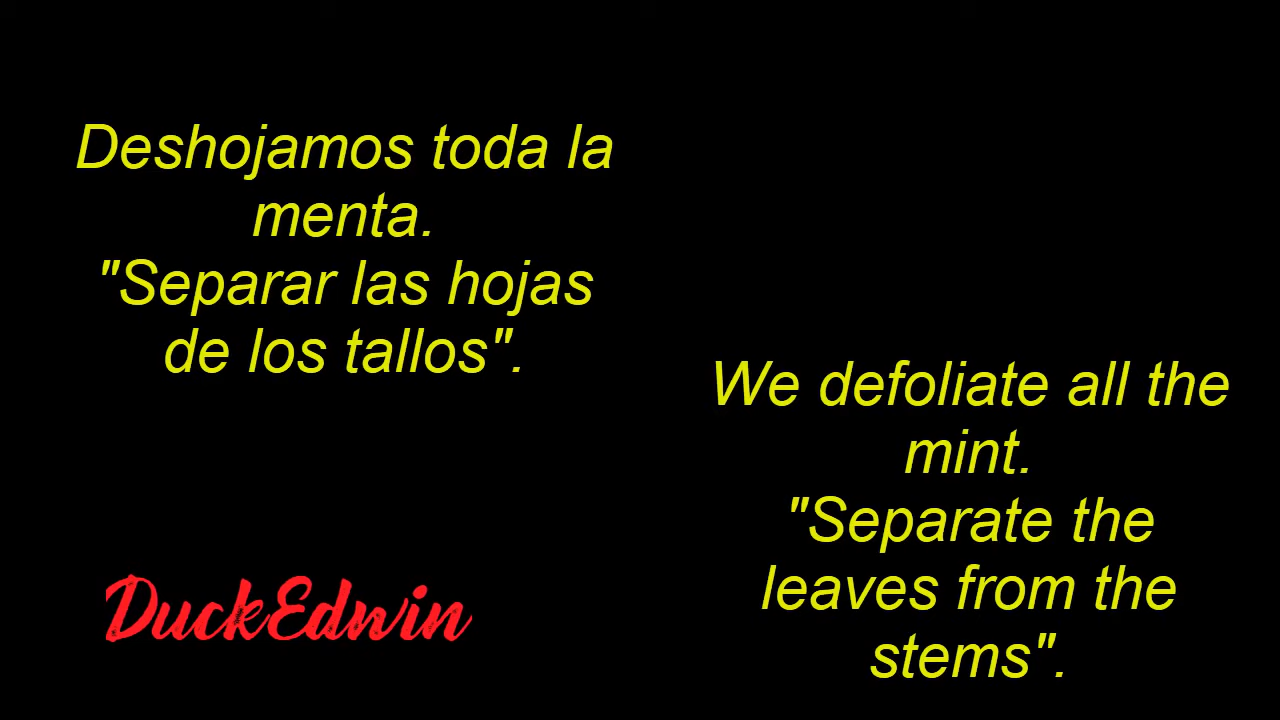 Deshojamos toda la
menta.
"Separar las hojas
de los tallos".
We defoliate all the
mint.
"Separate the
leaves from the
stems".
DuckEdwin